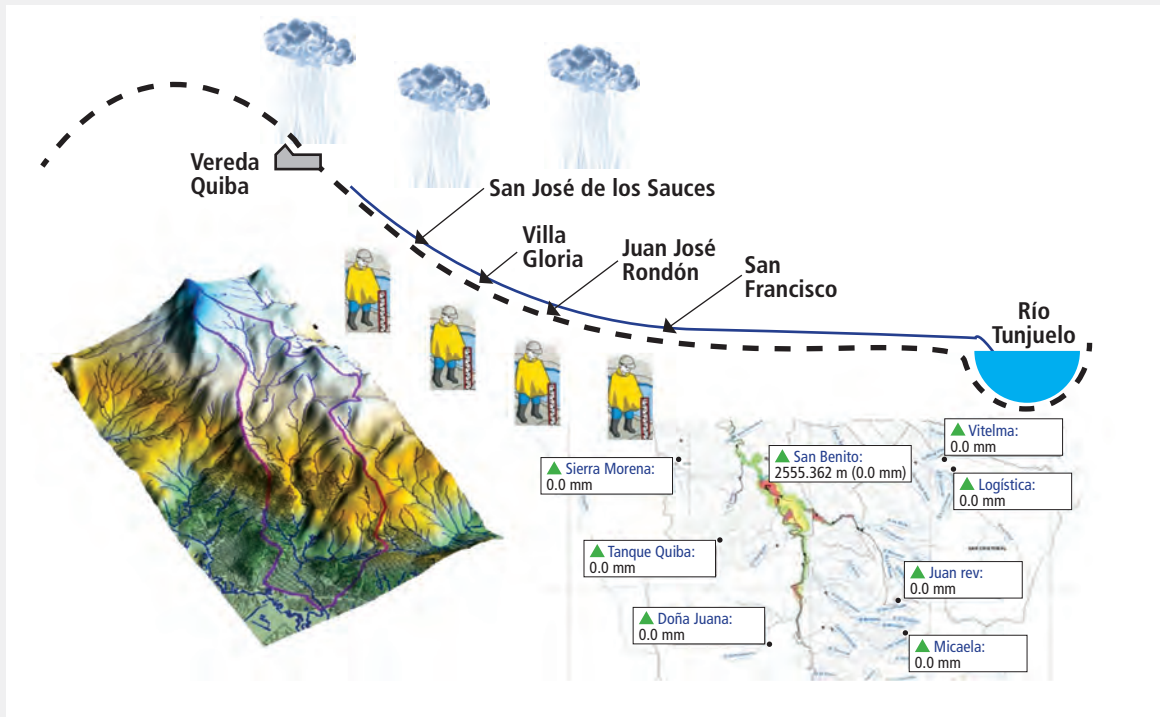 Vereda
Quiba
San José de los Sauces
Villa
Gloria
Juan José
Rondón
San
Francisco
Río
Tunjuelo
Vitelma:
0.0 mm
San Benito:
2555.362 m (0.0 mm)
Sierra Morena:
0.0 mm
Logística:
0.0 mm
Tanque Quiba:
0.0 mm
SAN CRISTOBAL
Juan rev:
0.0 mm
Doña Juana:
0.0 mm
Micaela:
0.0 mm